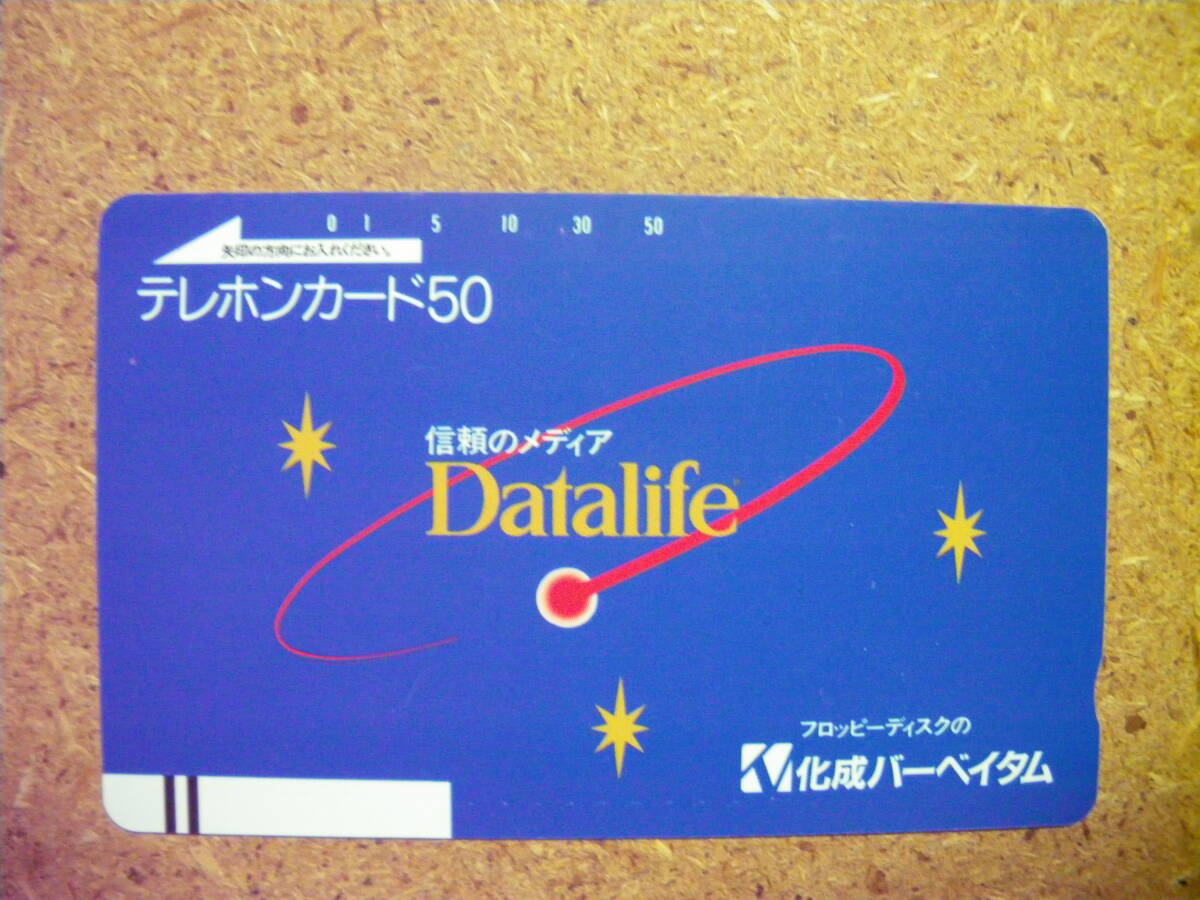 0 1 5 10 30 50
矢印の方向にお入れください。
テレホンカード50
信頼のメディア
Datalife
フロッピーディスクの
化成バーベイタム